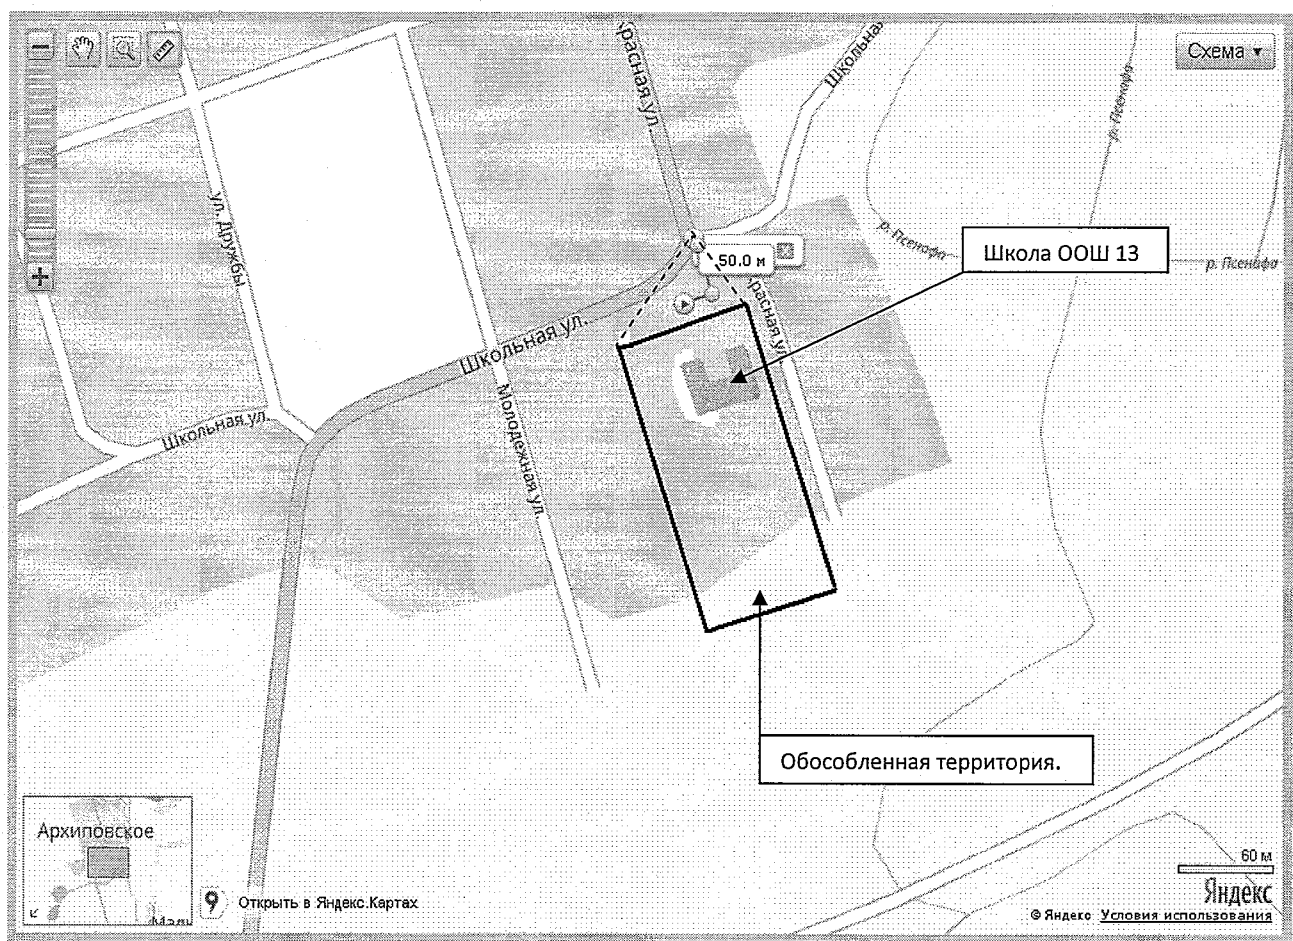 Схема
красная ул.
Школьная
р. Псенафа
ул. Дружбы
р. Псенафа
Школа ООШ 13
р. Псенафа
50.0 м
красная ул.
Школьная ул.
Школьная ул.
Молодежная ул.
Обособленная территория.
Архиповское
60 м
Яндекс
Открыть в Яндекс.Картах
© Яндекс Условия использования